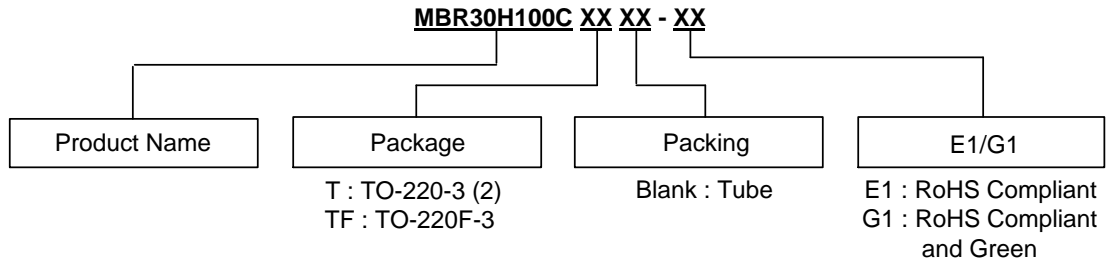 MBR30H100C XX XX - XX
Product Name
Package
Packing
E1/G1
T : TO-220-3 (2)
TF : TO-220F-3
Blank : Tube
E1 : RoHS Compliant
G1 : RoHS Compliant
and Green